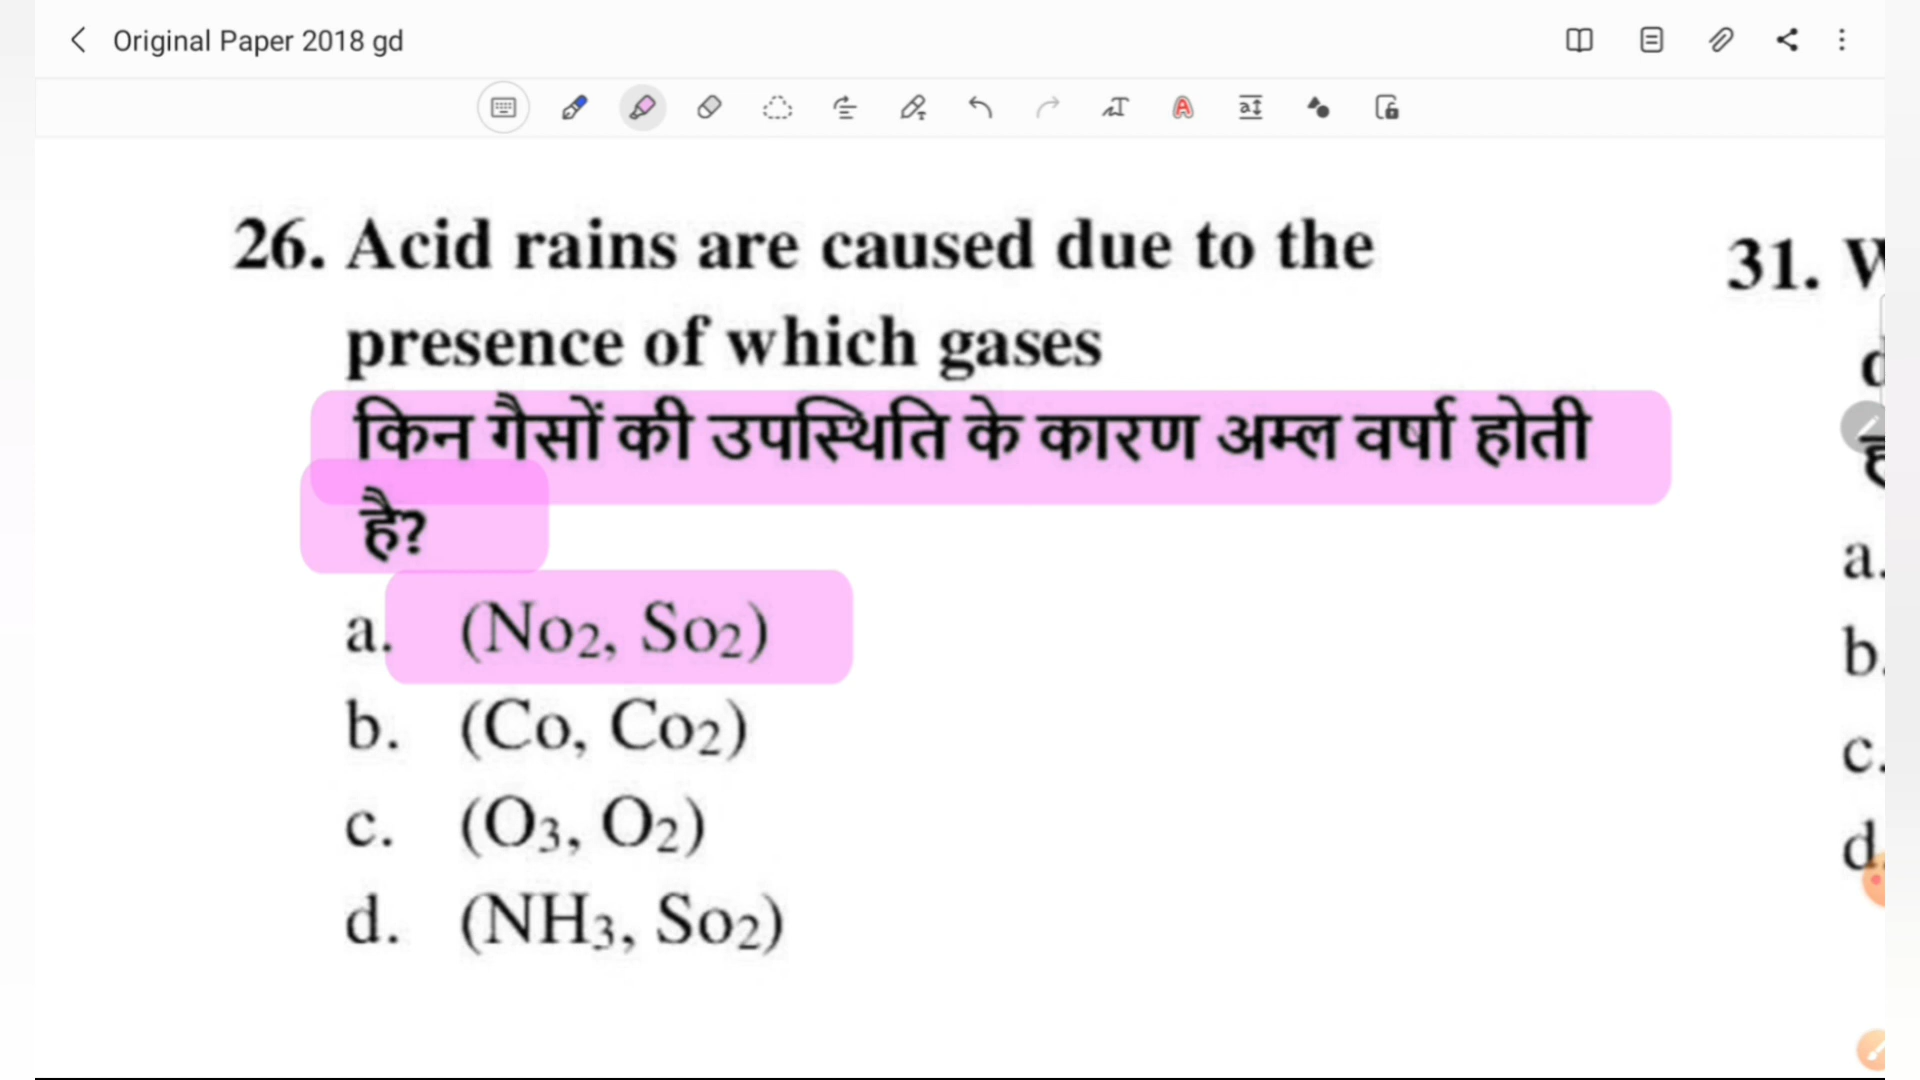 Original Paper 2018 gd
26. Acid rains are caused due to the
presence of which gases
किन गैसों की उपस्थिति के कारण अम्ल वर्षा होती
है?
a. (No2, So2)
b. (Co, Co2)
c. (O3, O2)
d. (NH3, So2)
31. W
d
a.
b.
c.
d.